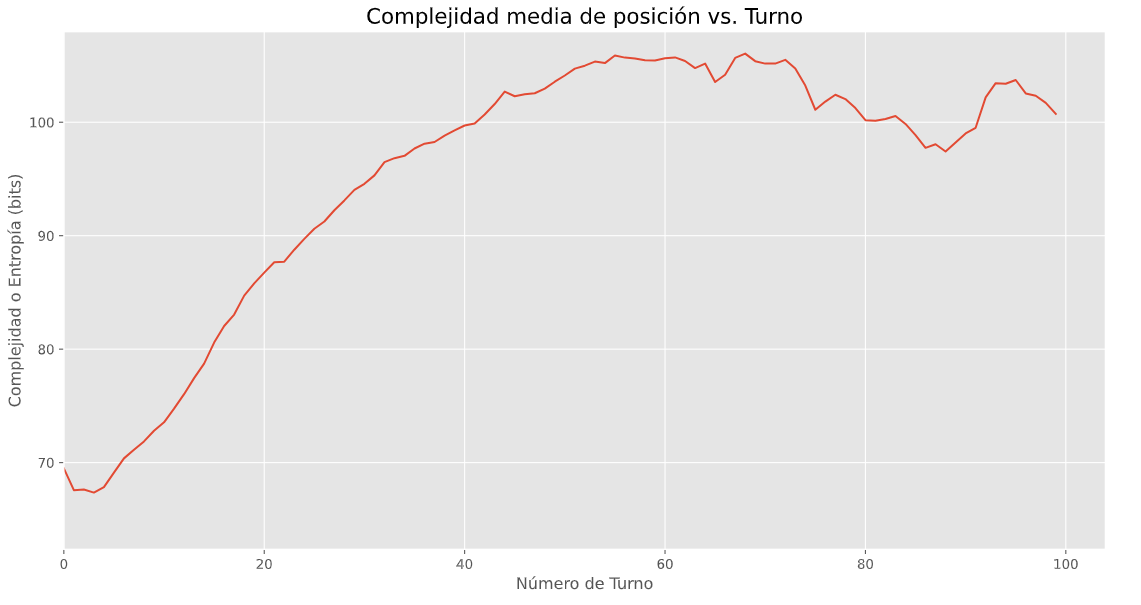 Complejidad media de posición vs. Turno
Complejidad o Entropía (bits)
100
90
80
70
0 20 40 60 80 100
Número de Turno